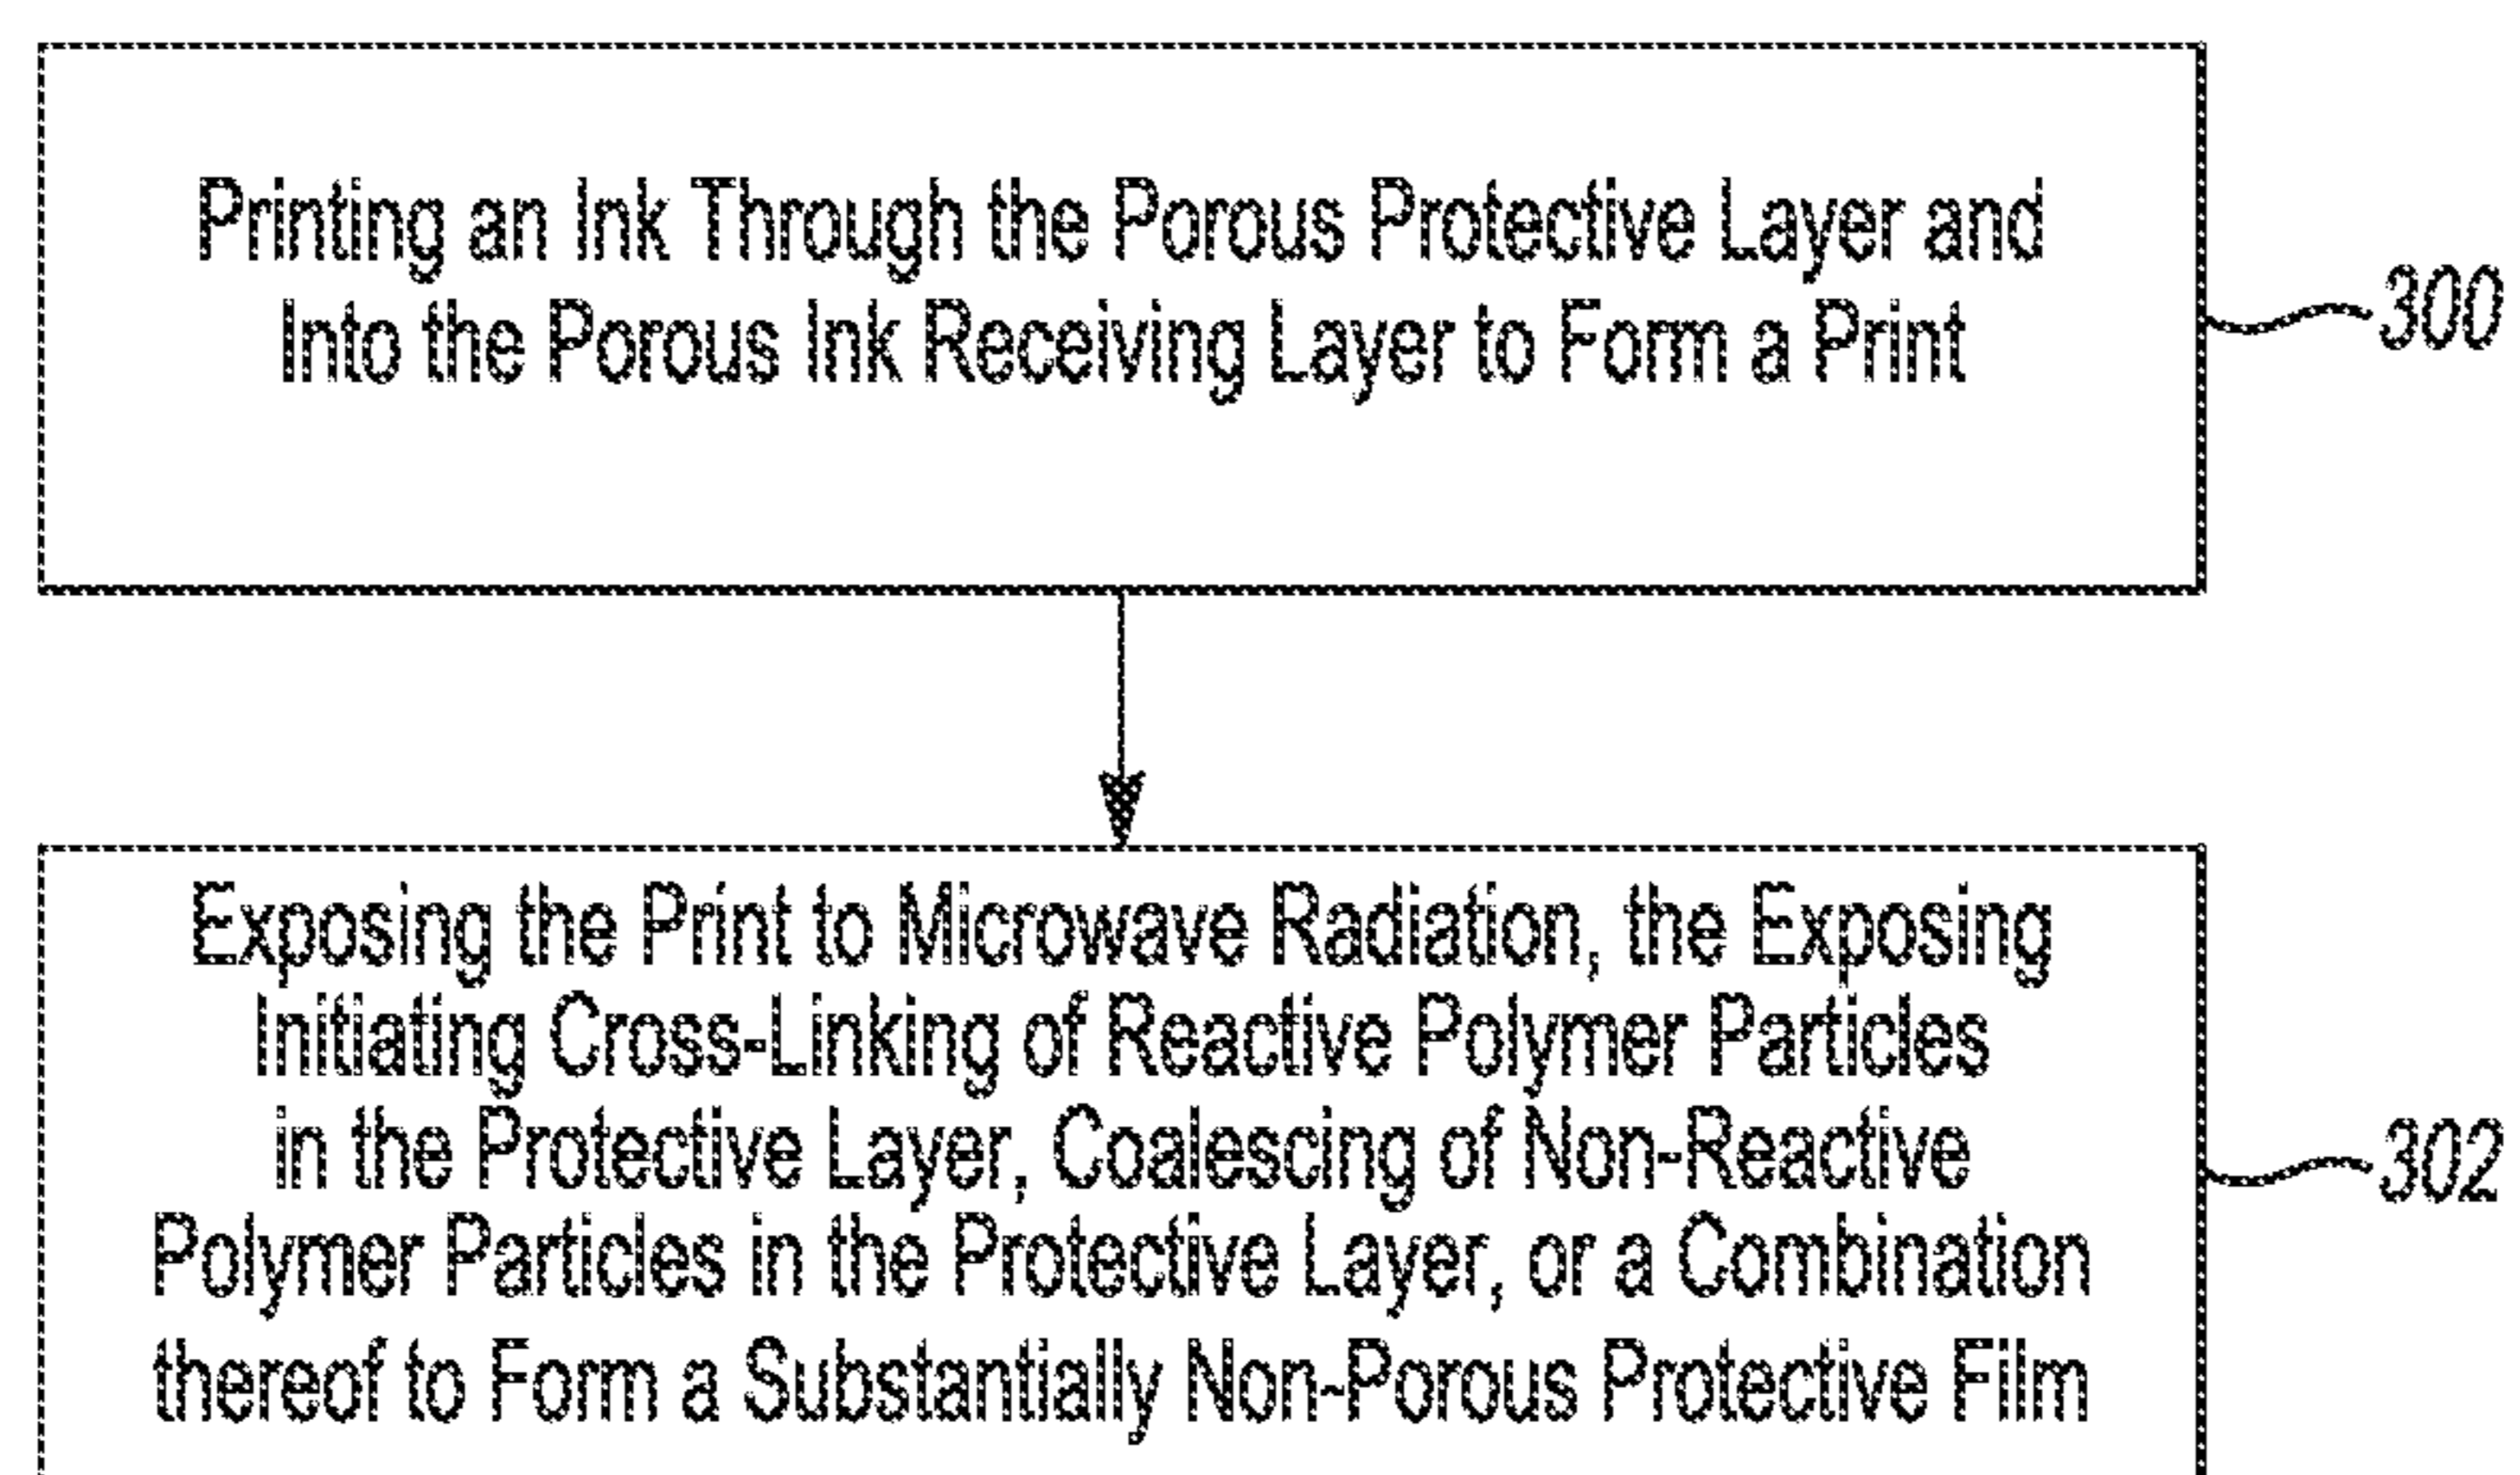 Printing an Ink Through the Porous Protective Layer and
Into the Porous Ink Receiving Layer to Form a Print
300
Exposing the Print to Microwave Radiation, the Exposing
Initiating Cross-Linking of Reactive Polymer Particles
in the Protective Layer, Coalescing of Non-Reactive
Polymer Particles in the Protective Layer, or a Combination
thereof to Form a Substantially Non-Porous Protective Film
302